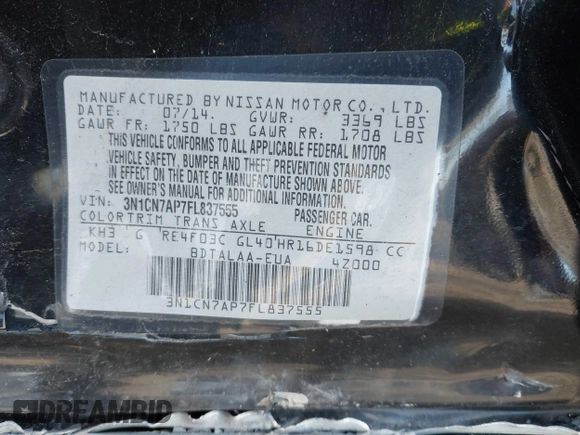 MANUFACTURED BY NISSAN MOTOR CO., LTD.
DATE: 07/14. GVWR: 3369 LBS
GAWR FR: 1750 LBS GAWR RR: 1708 LBS
THIS VEHICLE CONFORMS TO ALL APPLICABLE FEDERAL MOTOR
VEHICLE SAFETY, BUMPER AND THEFT PREVENTION STANDARDS
IN EFFECT ON THE DATE OF MANUFACTURE SHOWN ABOVE.
SEE OWNER'S MANUAL FOR ADDITIONAL INFORMATION.
VIN: 3N1CN7AP7FL837555 PASSENGER CAR.
COLOR TRIM TRANS AXLE ENGINE
KH3 G RE4F03C GL40 HR16DE1598 CC
MODEL: BDTALAA-EUA 4Z000
3N1CN7AP7FL837555
DREAMBID